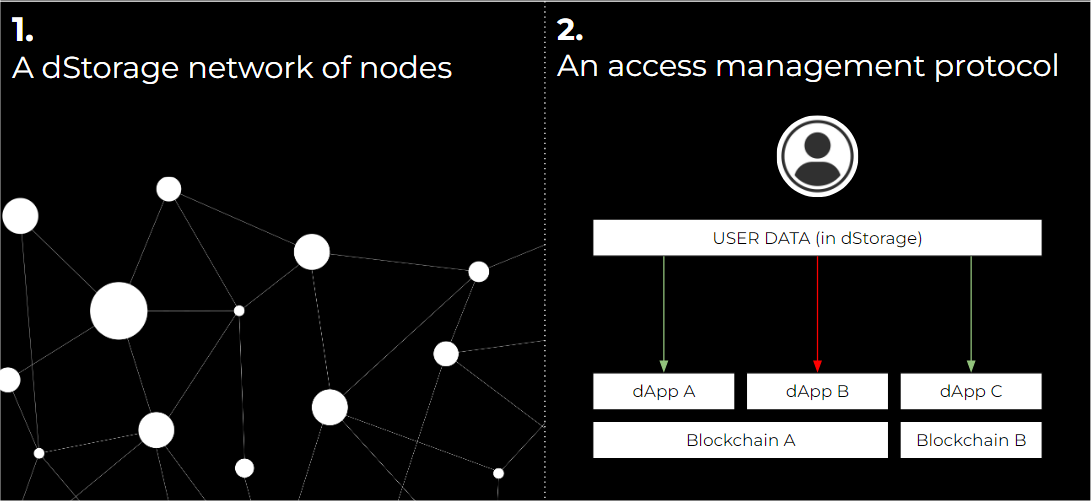 1.
A dStorage network of nodes
2.
An access management protocol
USER DATA (in dStorage)
dApp A
dApp B
dApp C
Blockchain A
Blockchain B